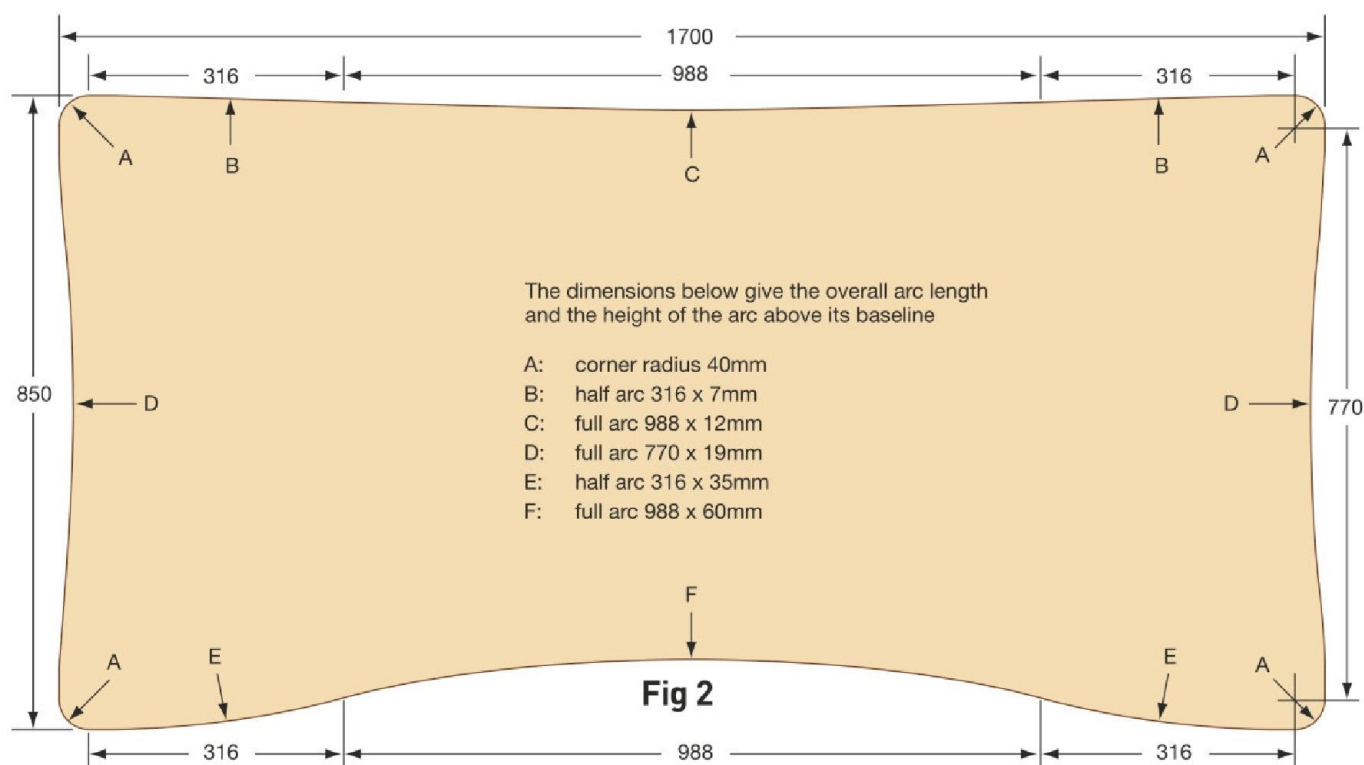 1700
316
988
316
A
B
C
B
A
The dimensions below give the overall arc length
and the height of the arc above its baseline
A: corner radius 40mm
B: half arc 316 x 7mm
C: full arc 988 x 12mm
D: full arc 770 x 19mm
E: half arc 316 x 35mm
F: full arc 988 x 60mm
850
D
D
770
F
A
E
E
A
Fig 2
316
988
316